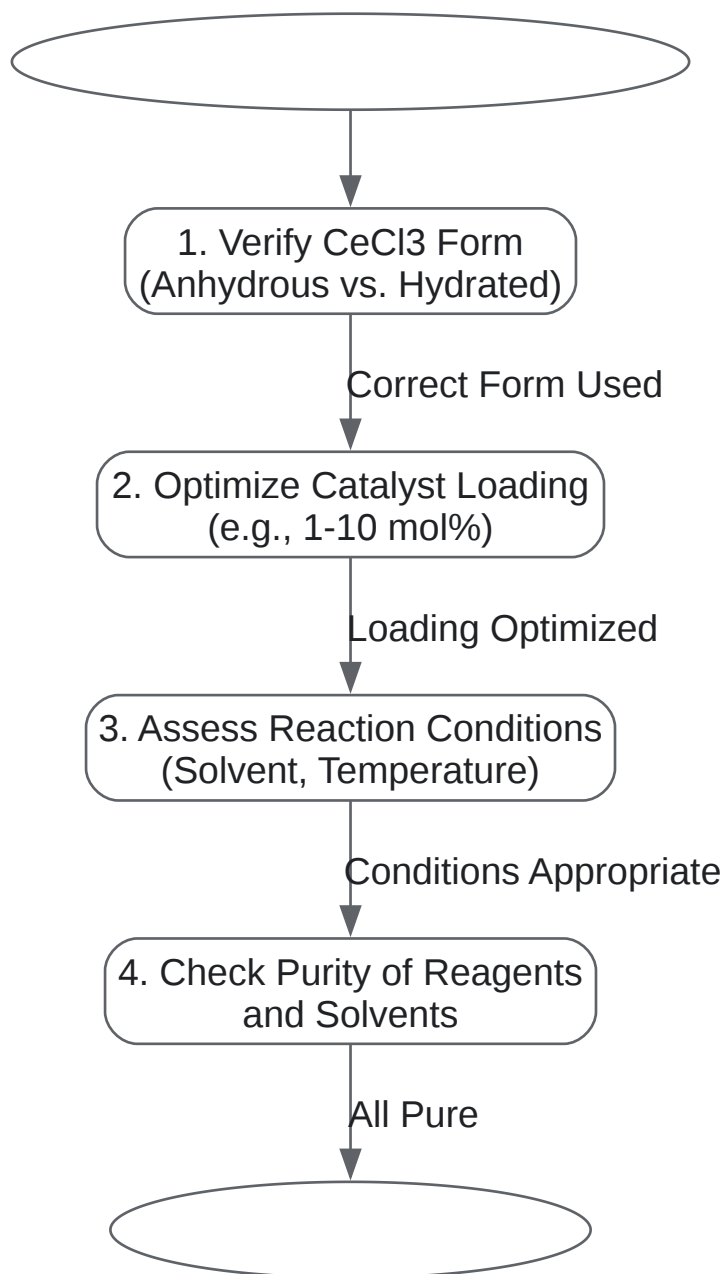 1. Verify CeCl3 Form
(Anhydrous vs. Hydrated)
Correct Form Used
2. Optimize Catalyst Loading
(e.g., 1-10 mol%)
Loading Optimized
3. Assess Reaction Conditions
(Solvent, Temperature)
Conditions Appropriate
4. Check Purity of Reagents
and Solvents
All Pure